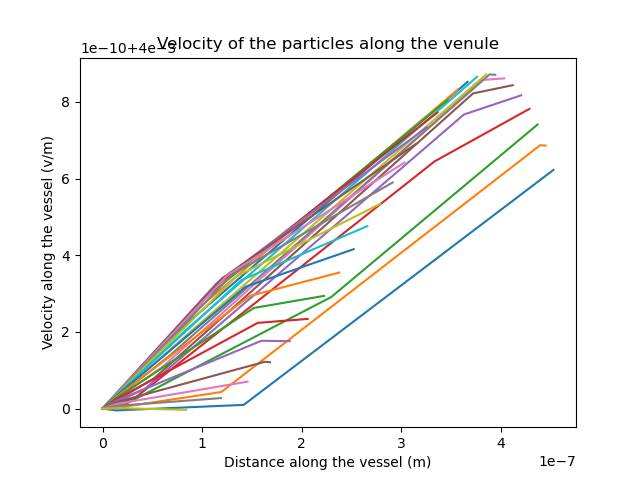 Velocity of the particles along the venule
1e−10+4e−3
Velocity along the vessel (v/m)
8
6
4
2
0
0 1 2 3 4
Distance along the vessel (m)
1e−7